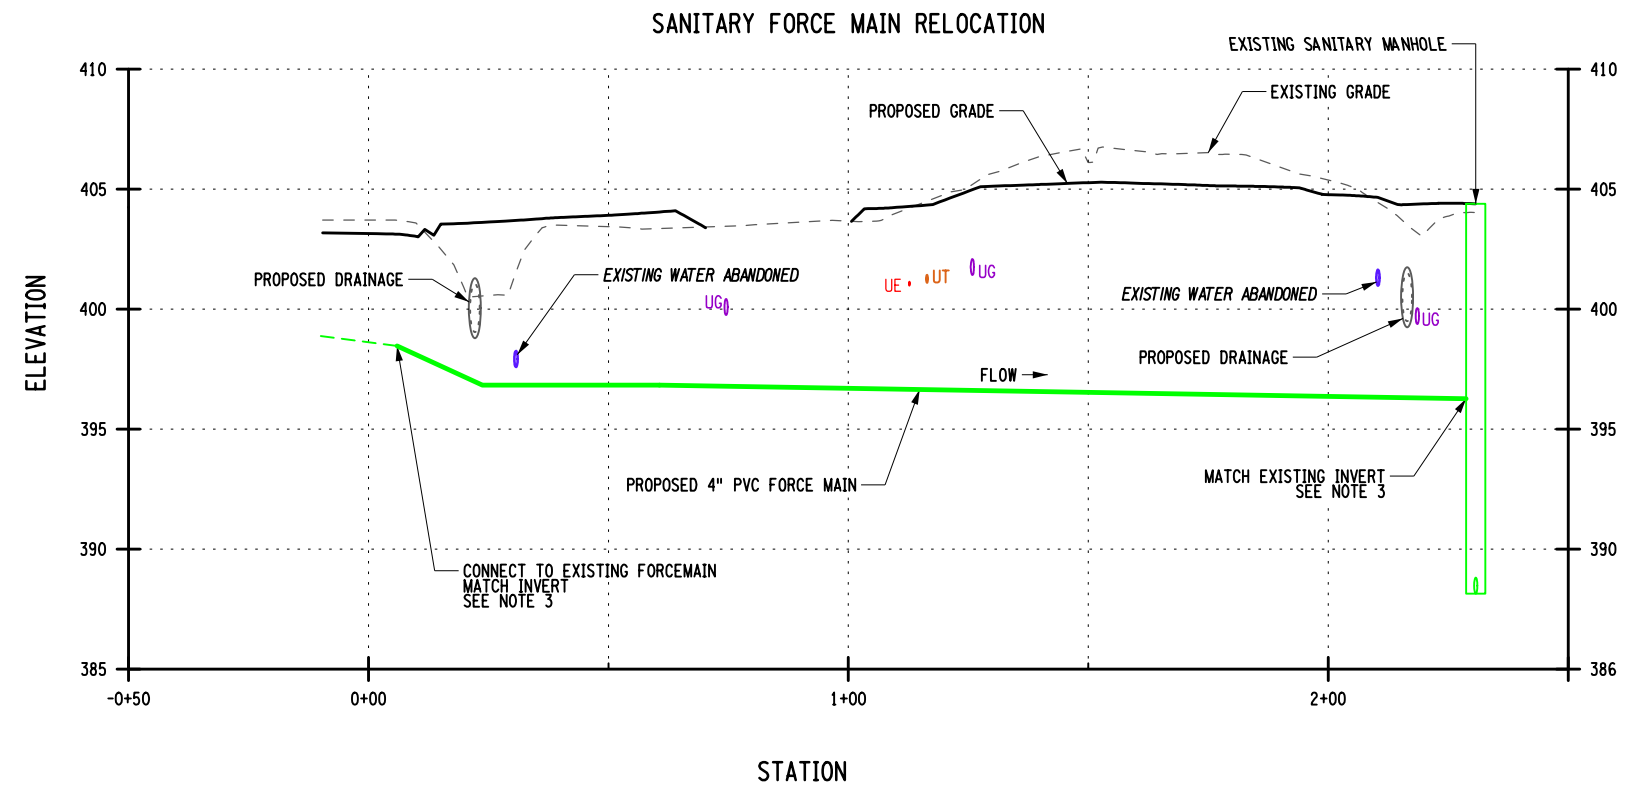 SANITARY FORCE MAIN RELOCATION
EXISTING SANITARY MANHOLE
410
410
EXISTING GRADE
PROPOSED GRADE
405
405
PROPOSED DRAINAGE
EXISTING WATER ABANDONED
UG
UE
UT
UG
EXISTING WATER ABANDONED
400
400
UG
PROPOSED DRAINAGE
FLOW
ELEVATION
395
395
PROPOSED 4" PVC FORCE MAIN
MATCH EXISTING INVERT
SEE NOTE 3
390
390
CONNECT TO EXISTING FORCEMAIN
MATCH INVERT
SEE NOTE 3
385
386
-0+50
0+00
1+00
2+00
STATION